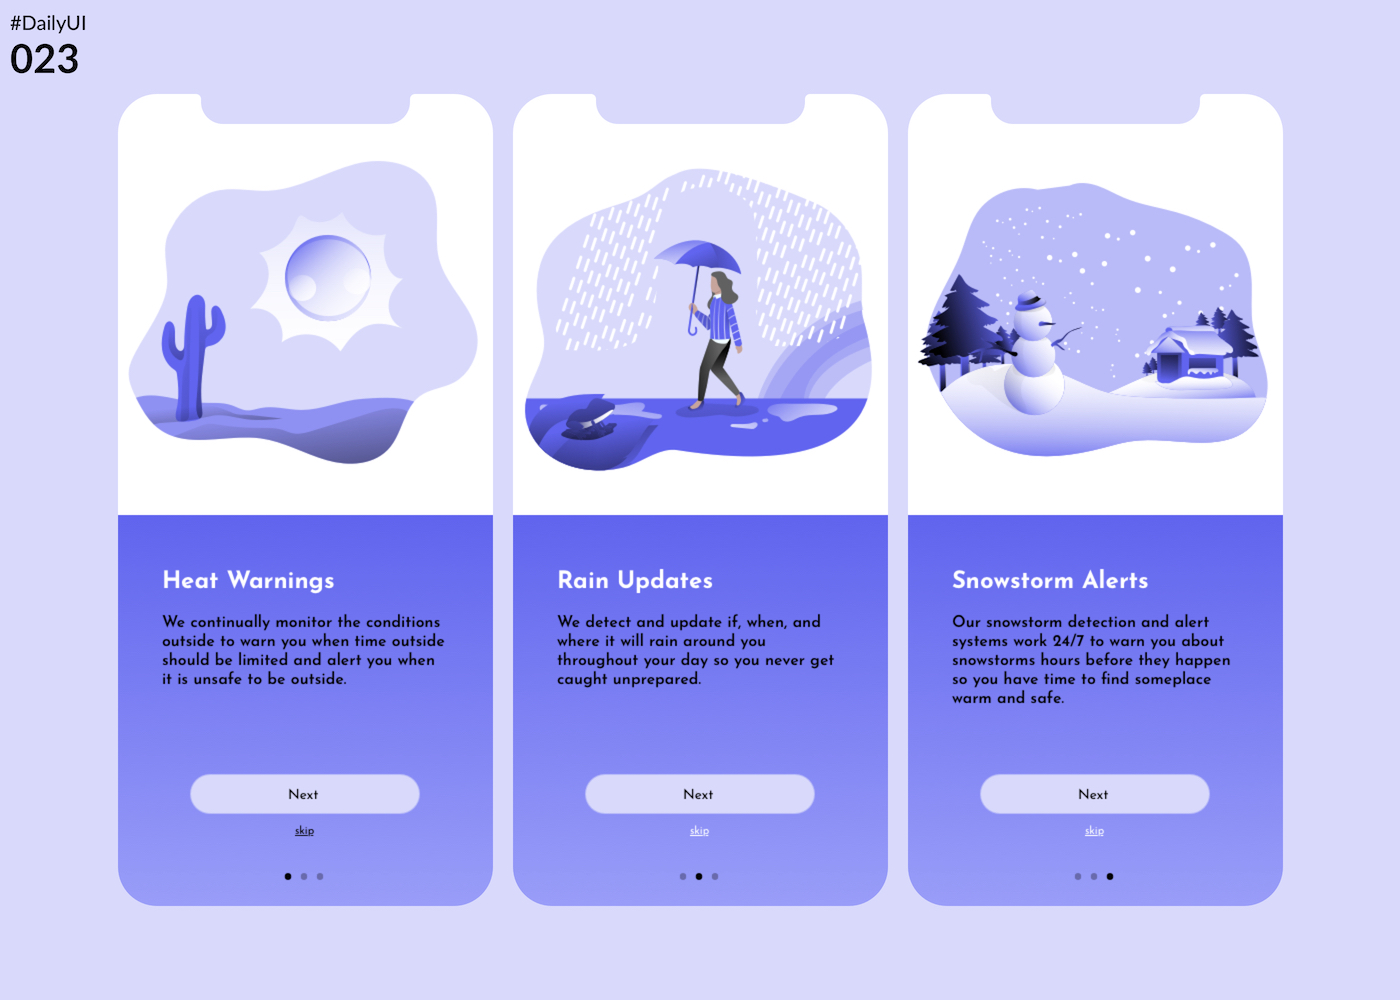 #DailyUI
023
Heat Warnings
We continually monitor the conditions
outside to warn you when time outside
should be limited and alert you when
it is unsafe to be outside.
Next
skip
Rain Updates
We detect and update if, when, and
where it will rain around you
throughout your day so you never get
caught unprepared.
Next
skip
Snowstorm Alerts
Our snowstorm detection and alert
systems work 24/7 to warn you about
snowstorms hours before they happen
so you have time to find someplace
warm and safe.
Next
skip